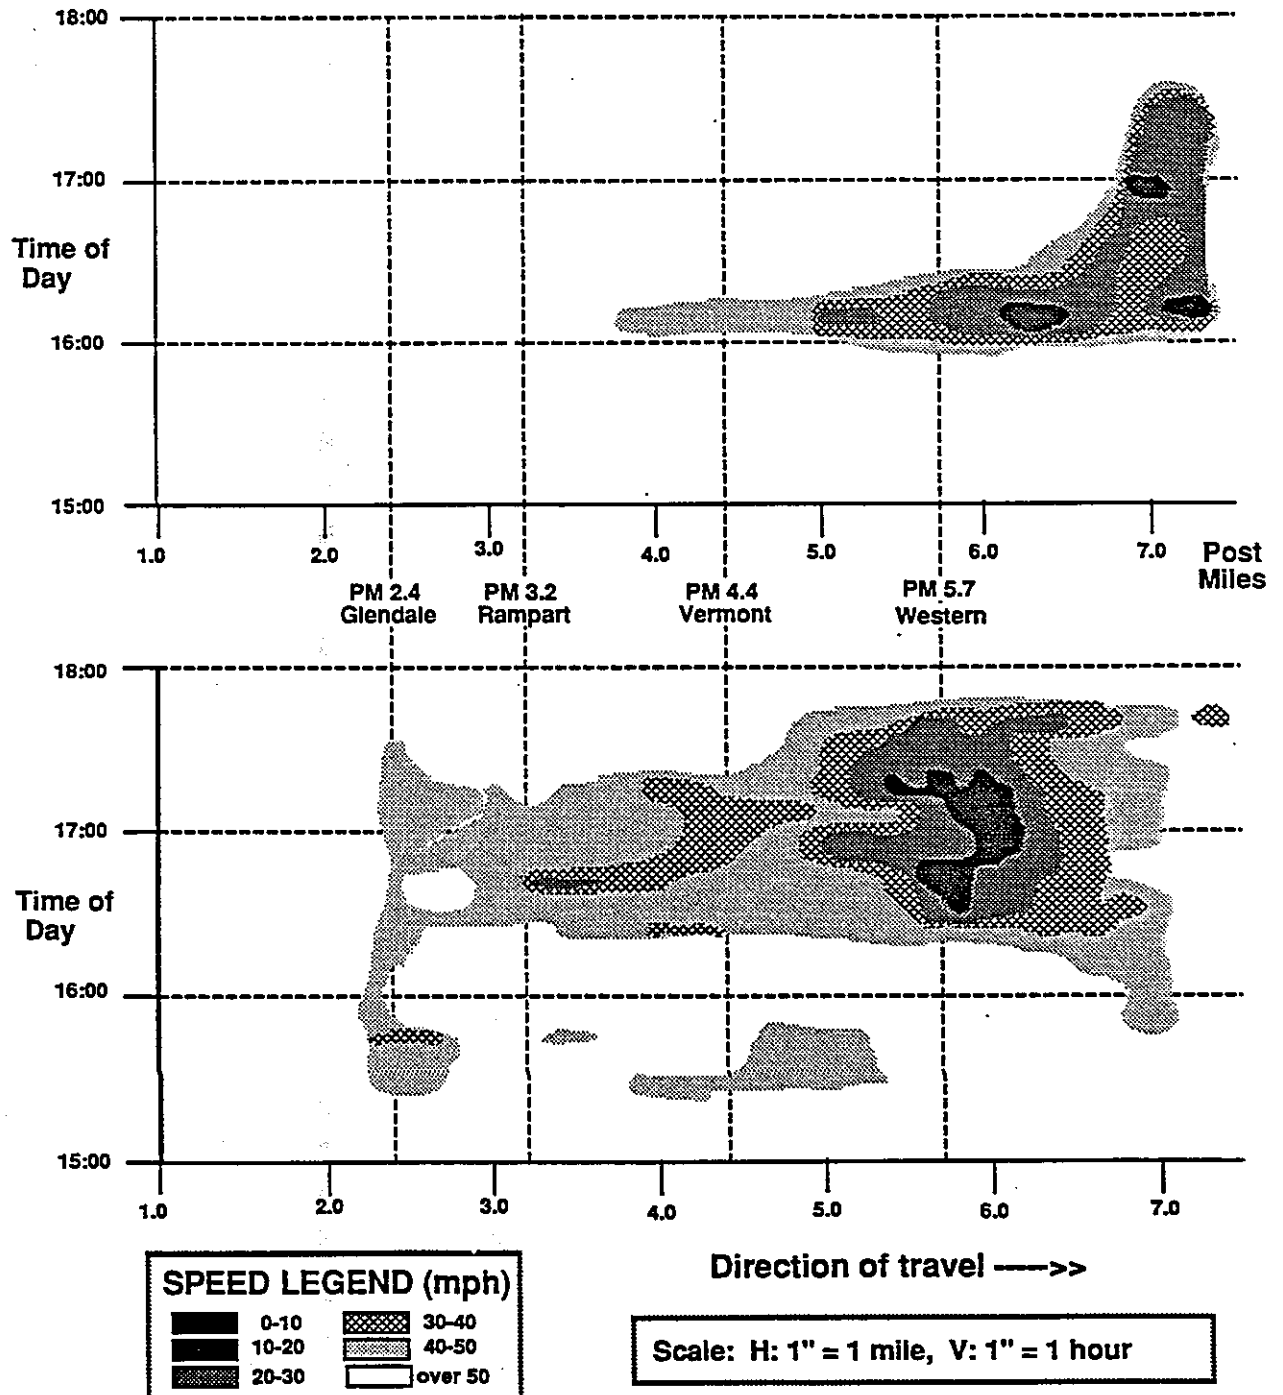 18:00
17:00
Time of
Day
16:00
15:00
1.0 2.0 3.0 4.0 5.0 6.0 7.0 Post
Miles
PM 2.4 PM 3.2 PM 4.4 PM 5.7
Glendale Rampart Vermont Western
18:00
17:00
Time of
Day
16:00
15:00
1.0 2.0 3.0 4.0 5.0 6.0 7.0
Direction of travel ---->>
SPEED LEGEND (mph)
0-10 30-40
10-20 40-50
20-30 over 50
Scale: H: 1" = 1 mile, V: 1" = 1 hour